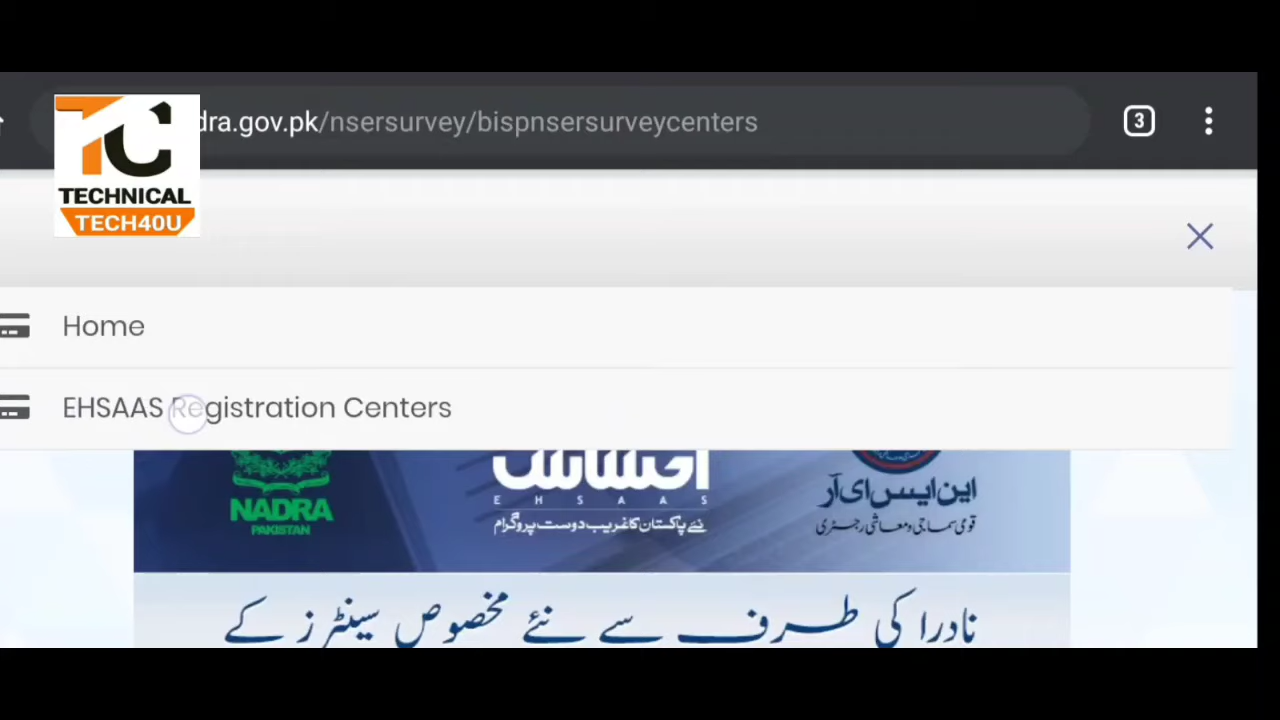 dra.gov.pk/nsersurvey/bispnsersurveycenters
3
TC
TECHNICAL
TECH40U
Home
EHSAAS Registration Centers
NADRA
PAKISTAN
احساس
EHSAAS
نئے پاکستان کا غریب دوست پروگرام
این ایس ای آر
قومی سماجی و معاشی رجسٹری
نادرا کی طرف سے نئے مخصوص سینٹرز کے